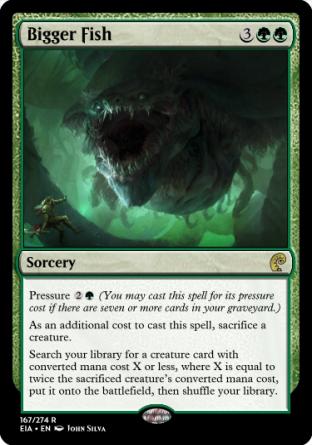 Bigger Fish 3
Sorcery
Pressure 2 (You may cast this spell for its pressure
cost if there are seven or more cards in your graveyard.)
As an additional cost to cast this spell, sacrifice a
creature.
Search your library for a creature card with
converted mana cost X or less, where X is equal to
twice the sacrificed creature's converted mana cost,
put it onto the battlefield, then shuffle your library.
167/274 R
EIA • EN John Silva